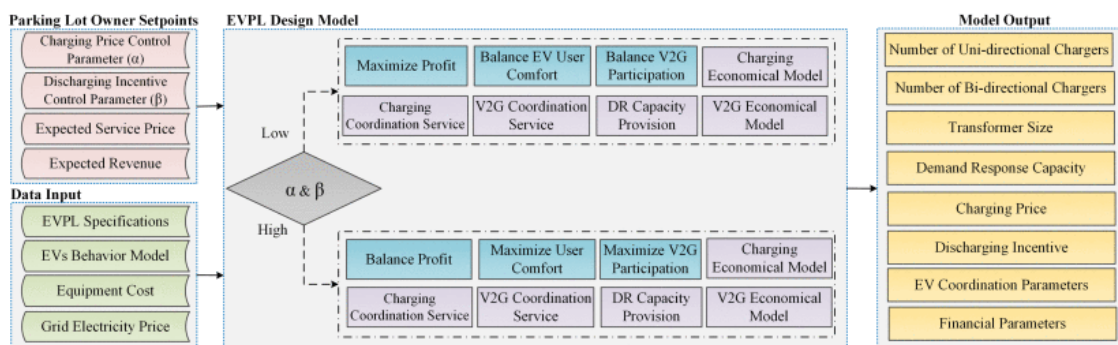 Parking Lot Owner Setpoints
Charging Price Control
Parameter (α)
Discharging Incentive
Control Parameter (β)
Expected Service Price
Expected Revenue
Data Input
EVPL Specifications
EVs Behavior Model
Equipment Cost
Grid Electricity Price
EVPL Design Model
α & β
Low
High
Maximize Profit
Balance EV User
Comfort
Balance V2G
Participation
Charging
Economical Model
Charging
Coordination Service
V2G Coordination
Service
DR Capacity
Provision
V2G Economical
Model
Balance Profit
Maximize User
Comfort
Maximize V2G
Participation
Charging
Economical Model
Charging
Coordination Service
V2G Coordination
Service
DR Capacity
Provision
V2G Economical
Model
Model Output
Number of Uni-directional Chargers
Number of Bi-directional Chargers
Transformer Size
Demand Response Capacity
Charging Price
Discharging Incentive
EV Coordination Parameters
Financial Parameters